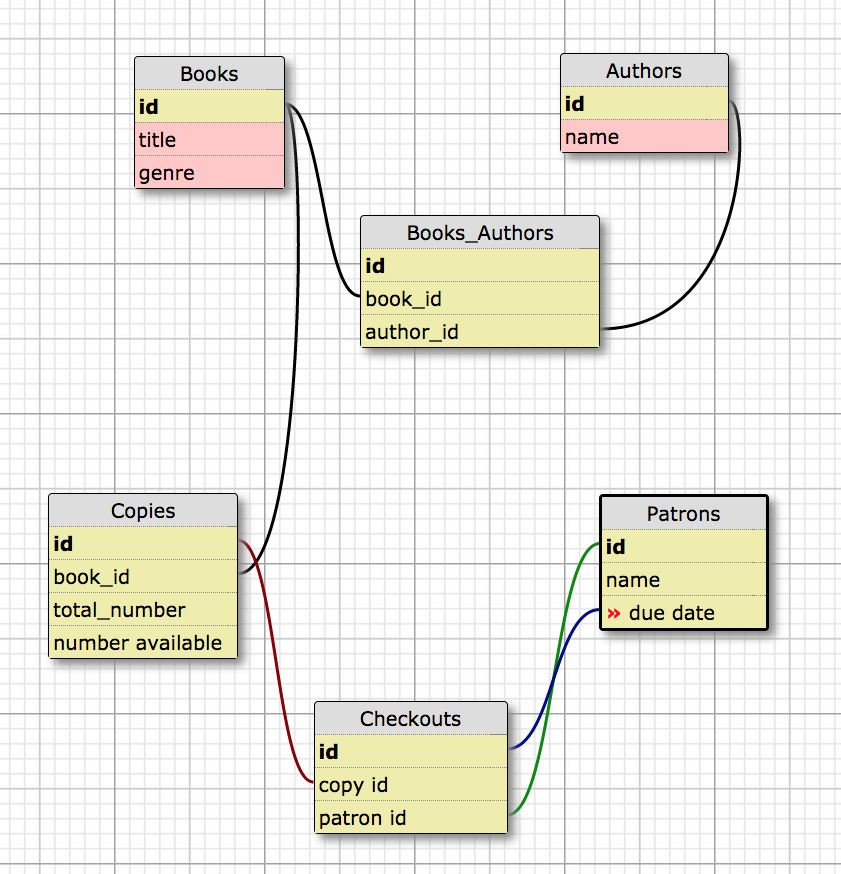 Books
id
title
genre
Authors
id
name
Books_Authors
id
book_id
author_id
Copies
id
book_id
total_number
number available
Patrons
id
name
» due date
Checkouts
id
copy id
patron id